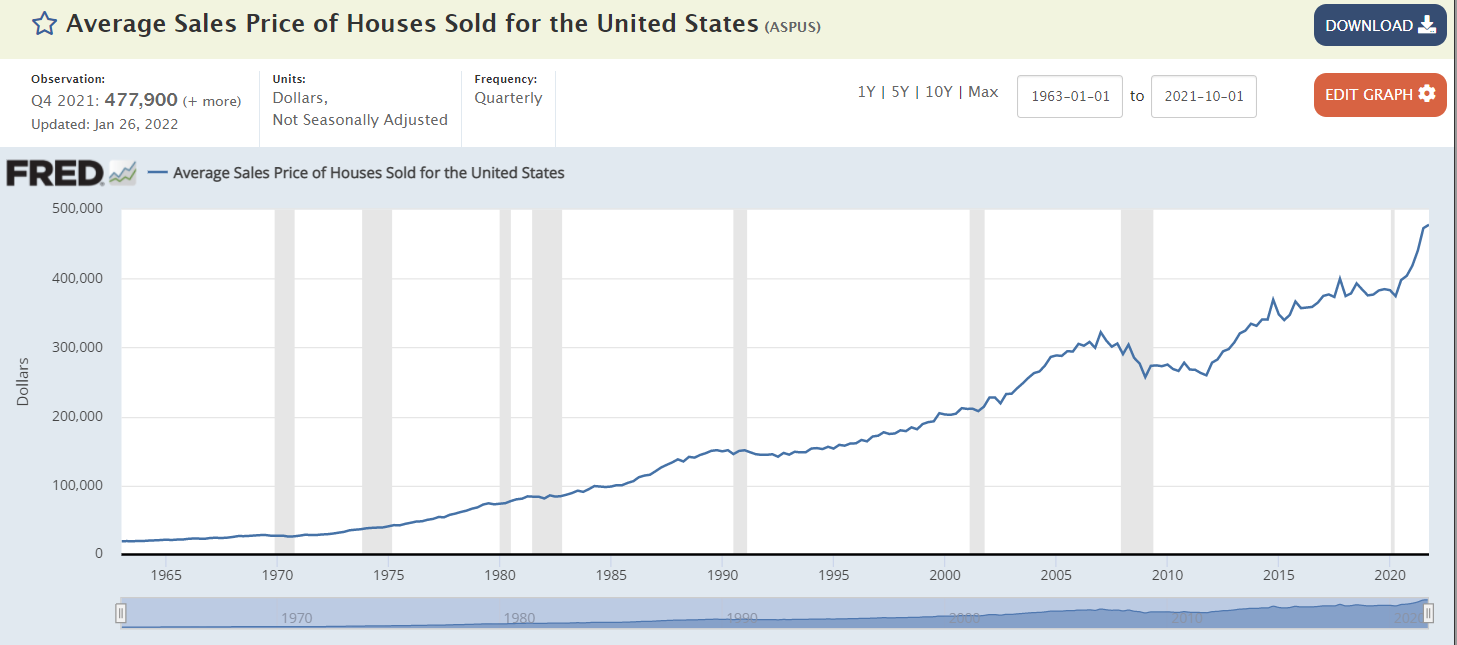 Average Sales Price of Houses Sold for the United States (ASPUS)
DOWNLOAD
Observation:
Q4 2021: 477,900 (+ more)
Updated: Jan 26, 2022
Units:
Dollars,
Not Seasonally Adjusted
Frequency:
Quarterly
1Y | 5Y | 10Y | Max
1963-01-01 to 2021-10-01
EDIT GRAPH
FRED
Average Sales Price of Houses Sold for the United States
500,000
400,000
300,000
200,000
100,000
0
Dollars
1965 1970 1975 1980 1985 1990 1995 2000 2005 2010 2015 2020
1970 1980 1990 2000 2010 2020